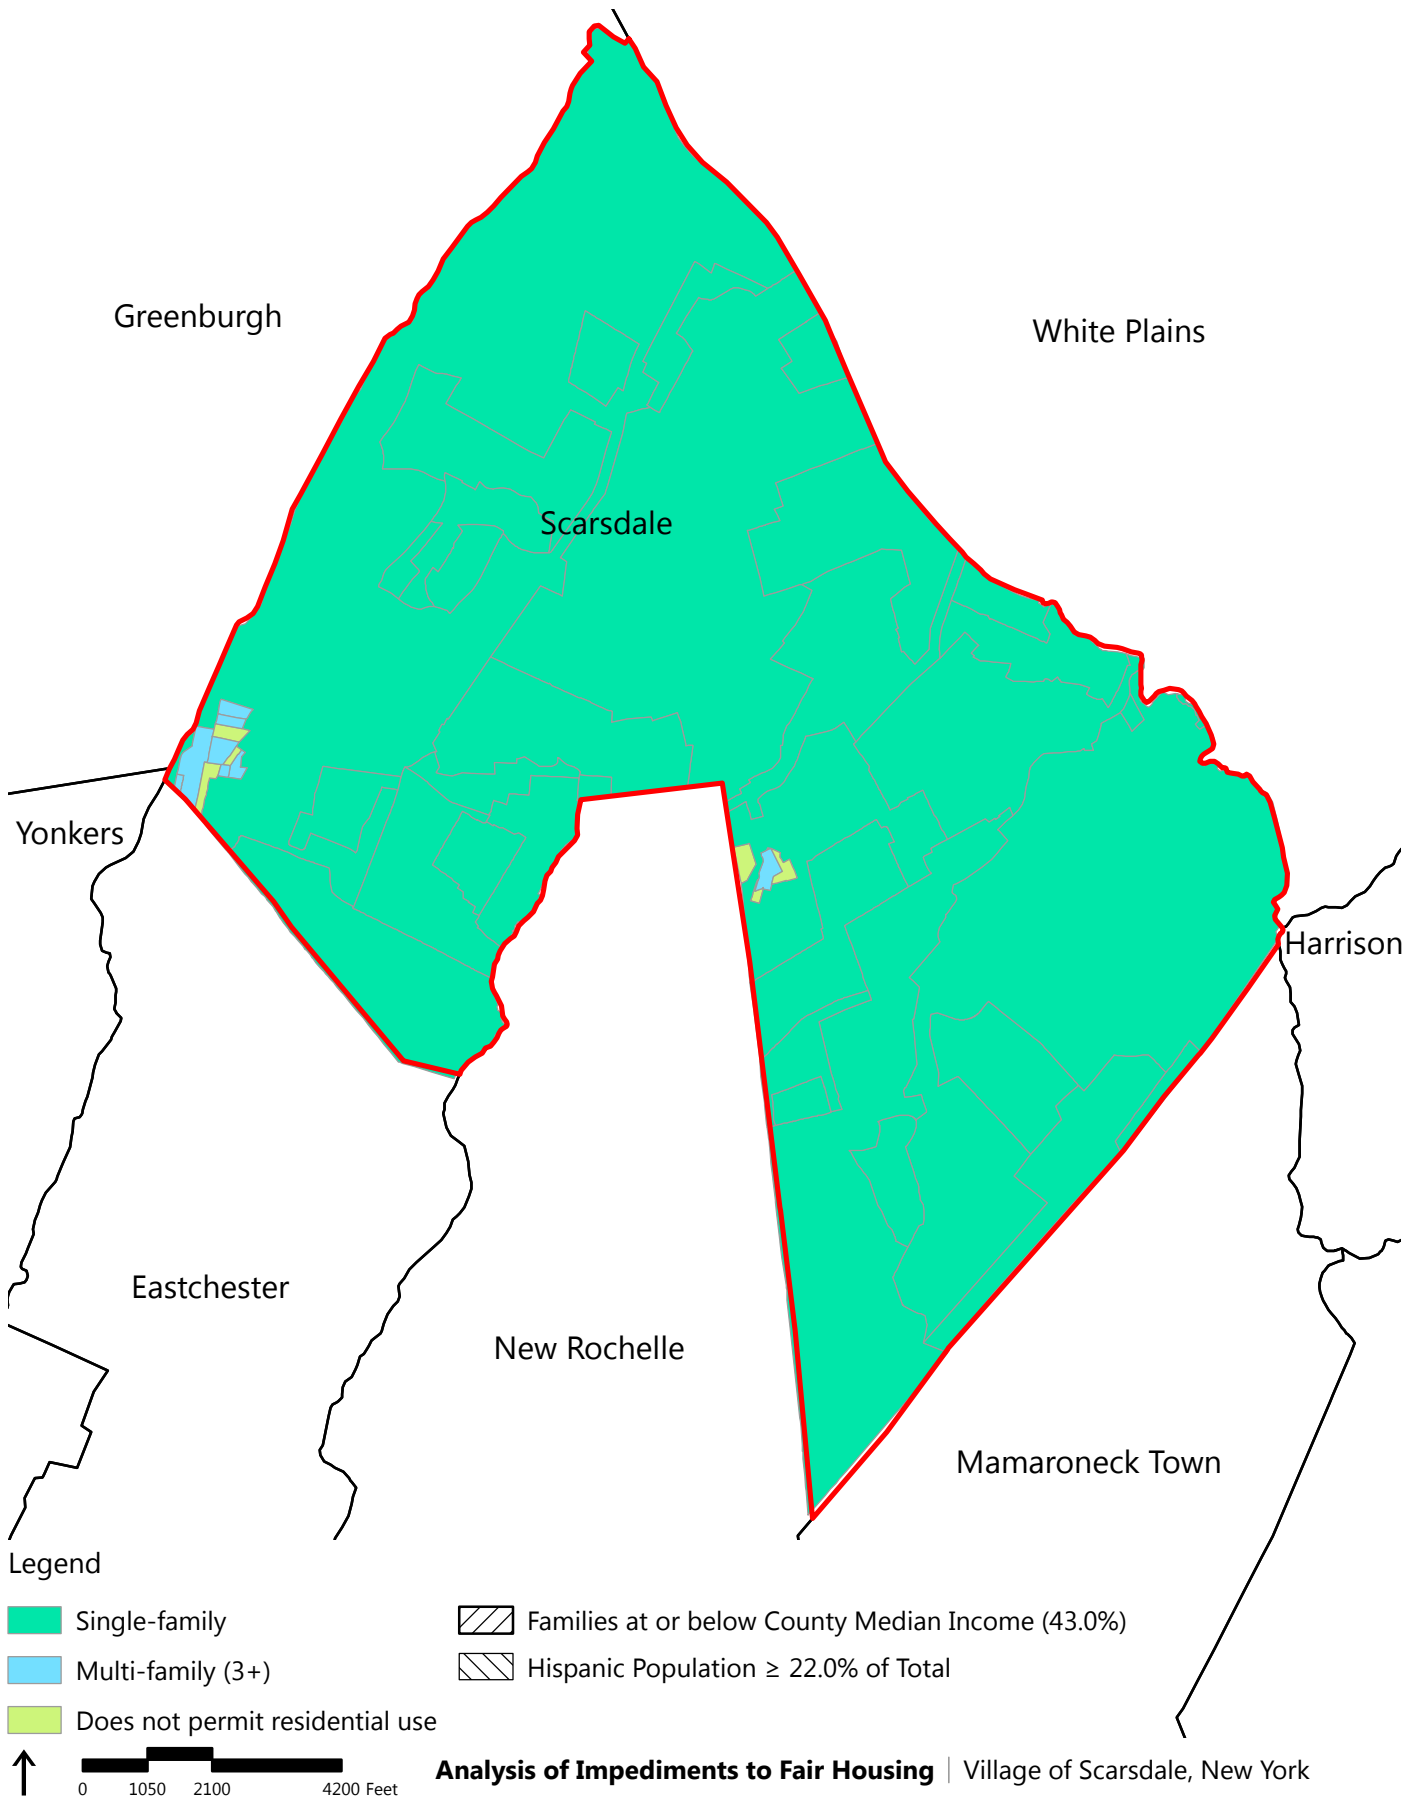 Greenburgh
White Plains
Scarsdale
Yonkers
Harrison
Eastchester
New Rochelle
Mamaroneck Town
Legend
Single-family
Multi-family (3+)
Does not permit residential use
Families at or below County Median Income (43.0%)
Hispanic Population ≥ 22.0% of Total
0 1050 2100 4200 Feet
Analysis of Impediments to Fair Housing | Village of Scarsdale, New York